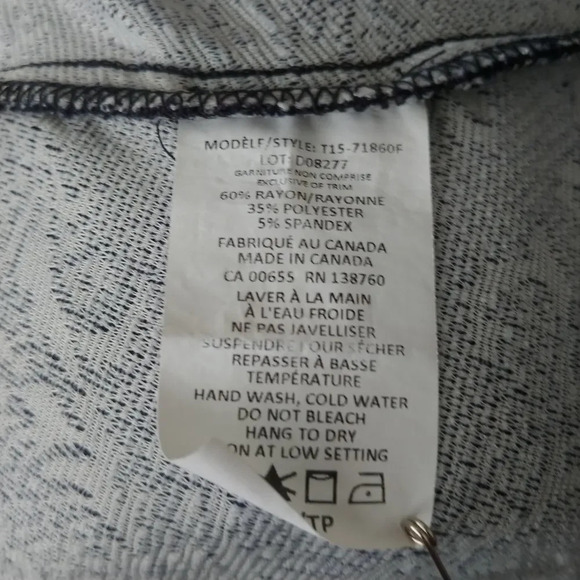 MODÈLE/STYLE: T15-71860F
LOT: D08277
GARNITURE NON COMPRISE
EXCLUSIVE OF TRIM
60% RAYON/RAYONNE
35% POLYESTER
5% SPANDEX
FABRIQUÉ AU CANADA
MADE IN CANADA
CA 00655 RN 138760
LAVER À LA MAIN
À L'EAU FROIDE
NE PAS JAVELLISER
SUSPENDRE POUR SÉCHER
REPASSER À BASSE
TEMPÉRATURE
HAND WASH, COLD WATER
DO NOT BLEACH
HANG TO DRY
ON AT LOW SETTING
/TP